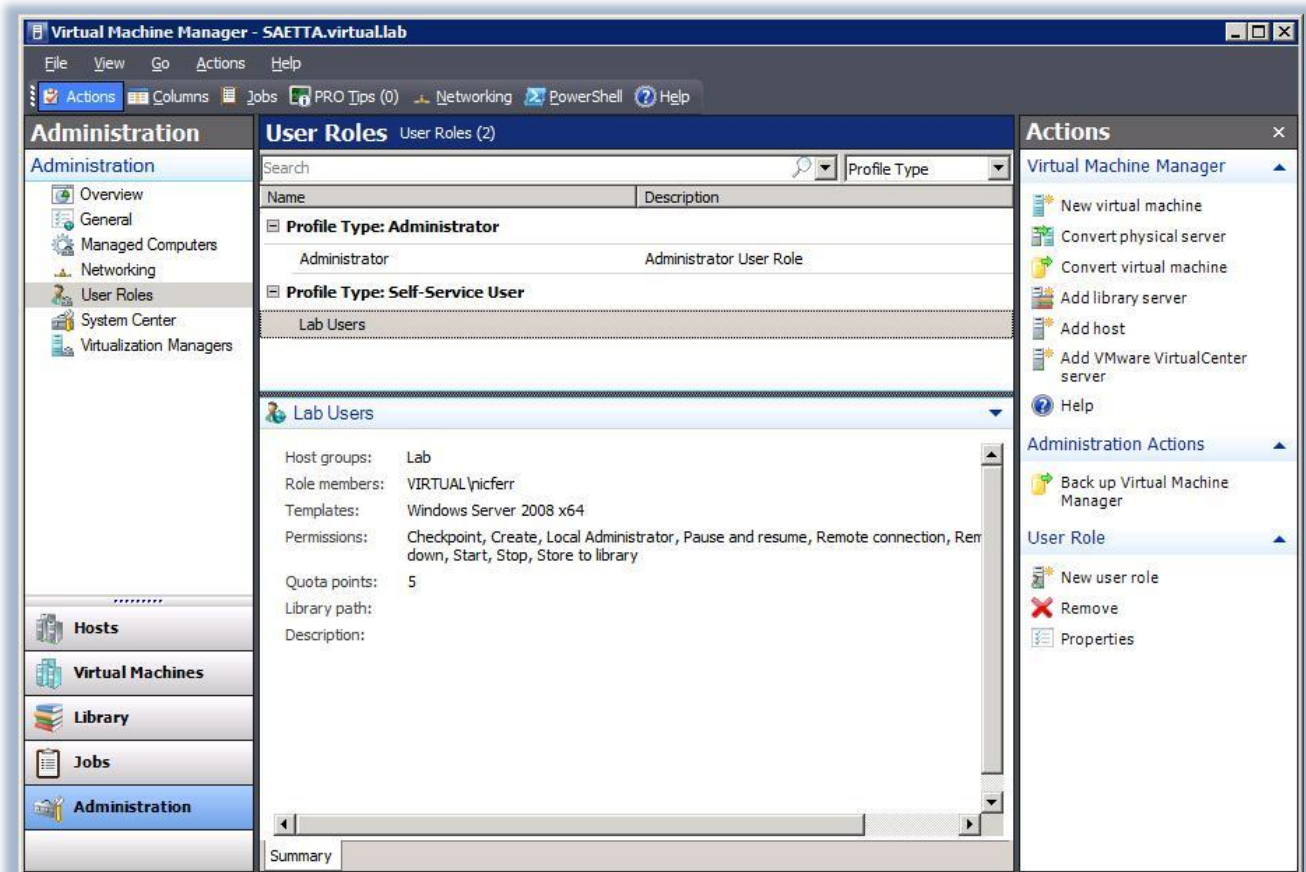 Virtual Machine Manager - SAETTA.virtual.lab
File View Go Actions Help
Actions Columns Jobs PRO Tips (0) Networking PowerShell Help
Administration
Administration
Overview
General
Managed Computers
Networking
User Roles
System Center
Virtualization Managers
Hosts
Virtual Machines
Library
Jobs
Administration
User Roles User Roles (2)
Search Profile Type
Name Description
Profile Type: Administrator
Administrator Administrator User Role
Profile Type: Self-Service User
Lab Users
Lab Users
Host groups: Lab
Role members: VIRTUAL\nicferr
Templates: Windows Server 2008 x64
Permissions: Checkpoint, Create, Local Administrator, Pause and resume, Remote connection, Rem
down, Start, Stop, Store to library
Quota points: 5
Library path:
Description:
Summary
Actions
Virtual Machine Manager
New virtual machine
Convert physical server
Convert virtual machine
Add library server
Add host
Add VMware VirtualCenter
server
Help
Administration Actions
Back up Virtual Machine
Manager
User Role
New user role
Remove
Properties